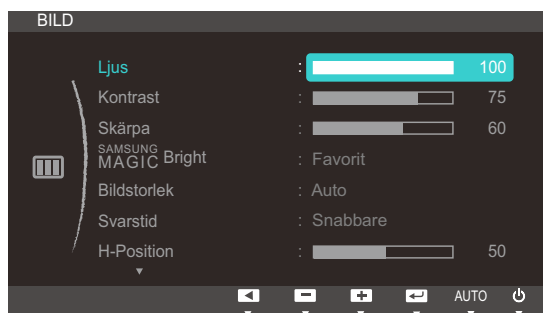 BILD
Ljus : 100
Kontrast : 75
Skärpa : 60
SAMSUNG
MAGIC Bright : Favorit
Bildstorlek : Auto
Svarstid : Snabbare
H-Position : 50
AUTO